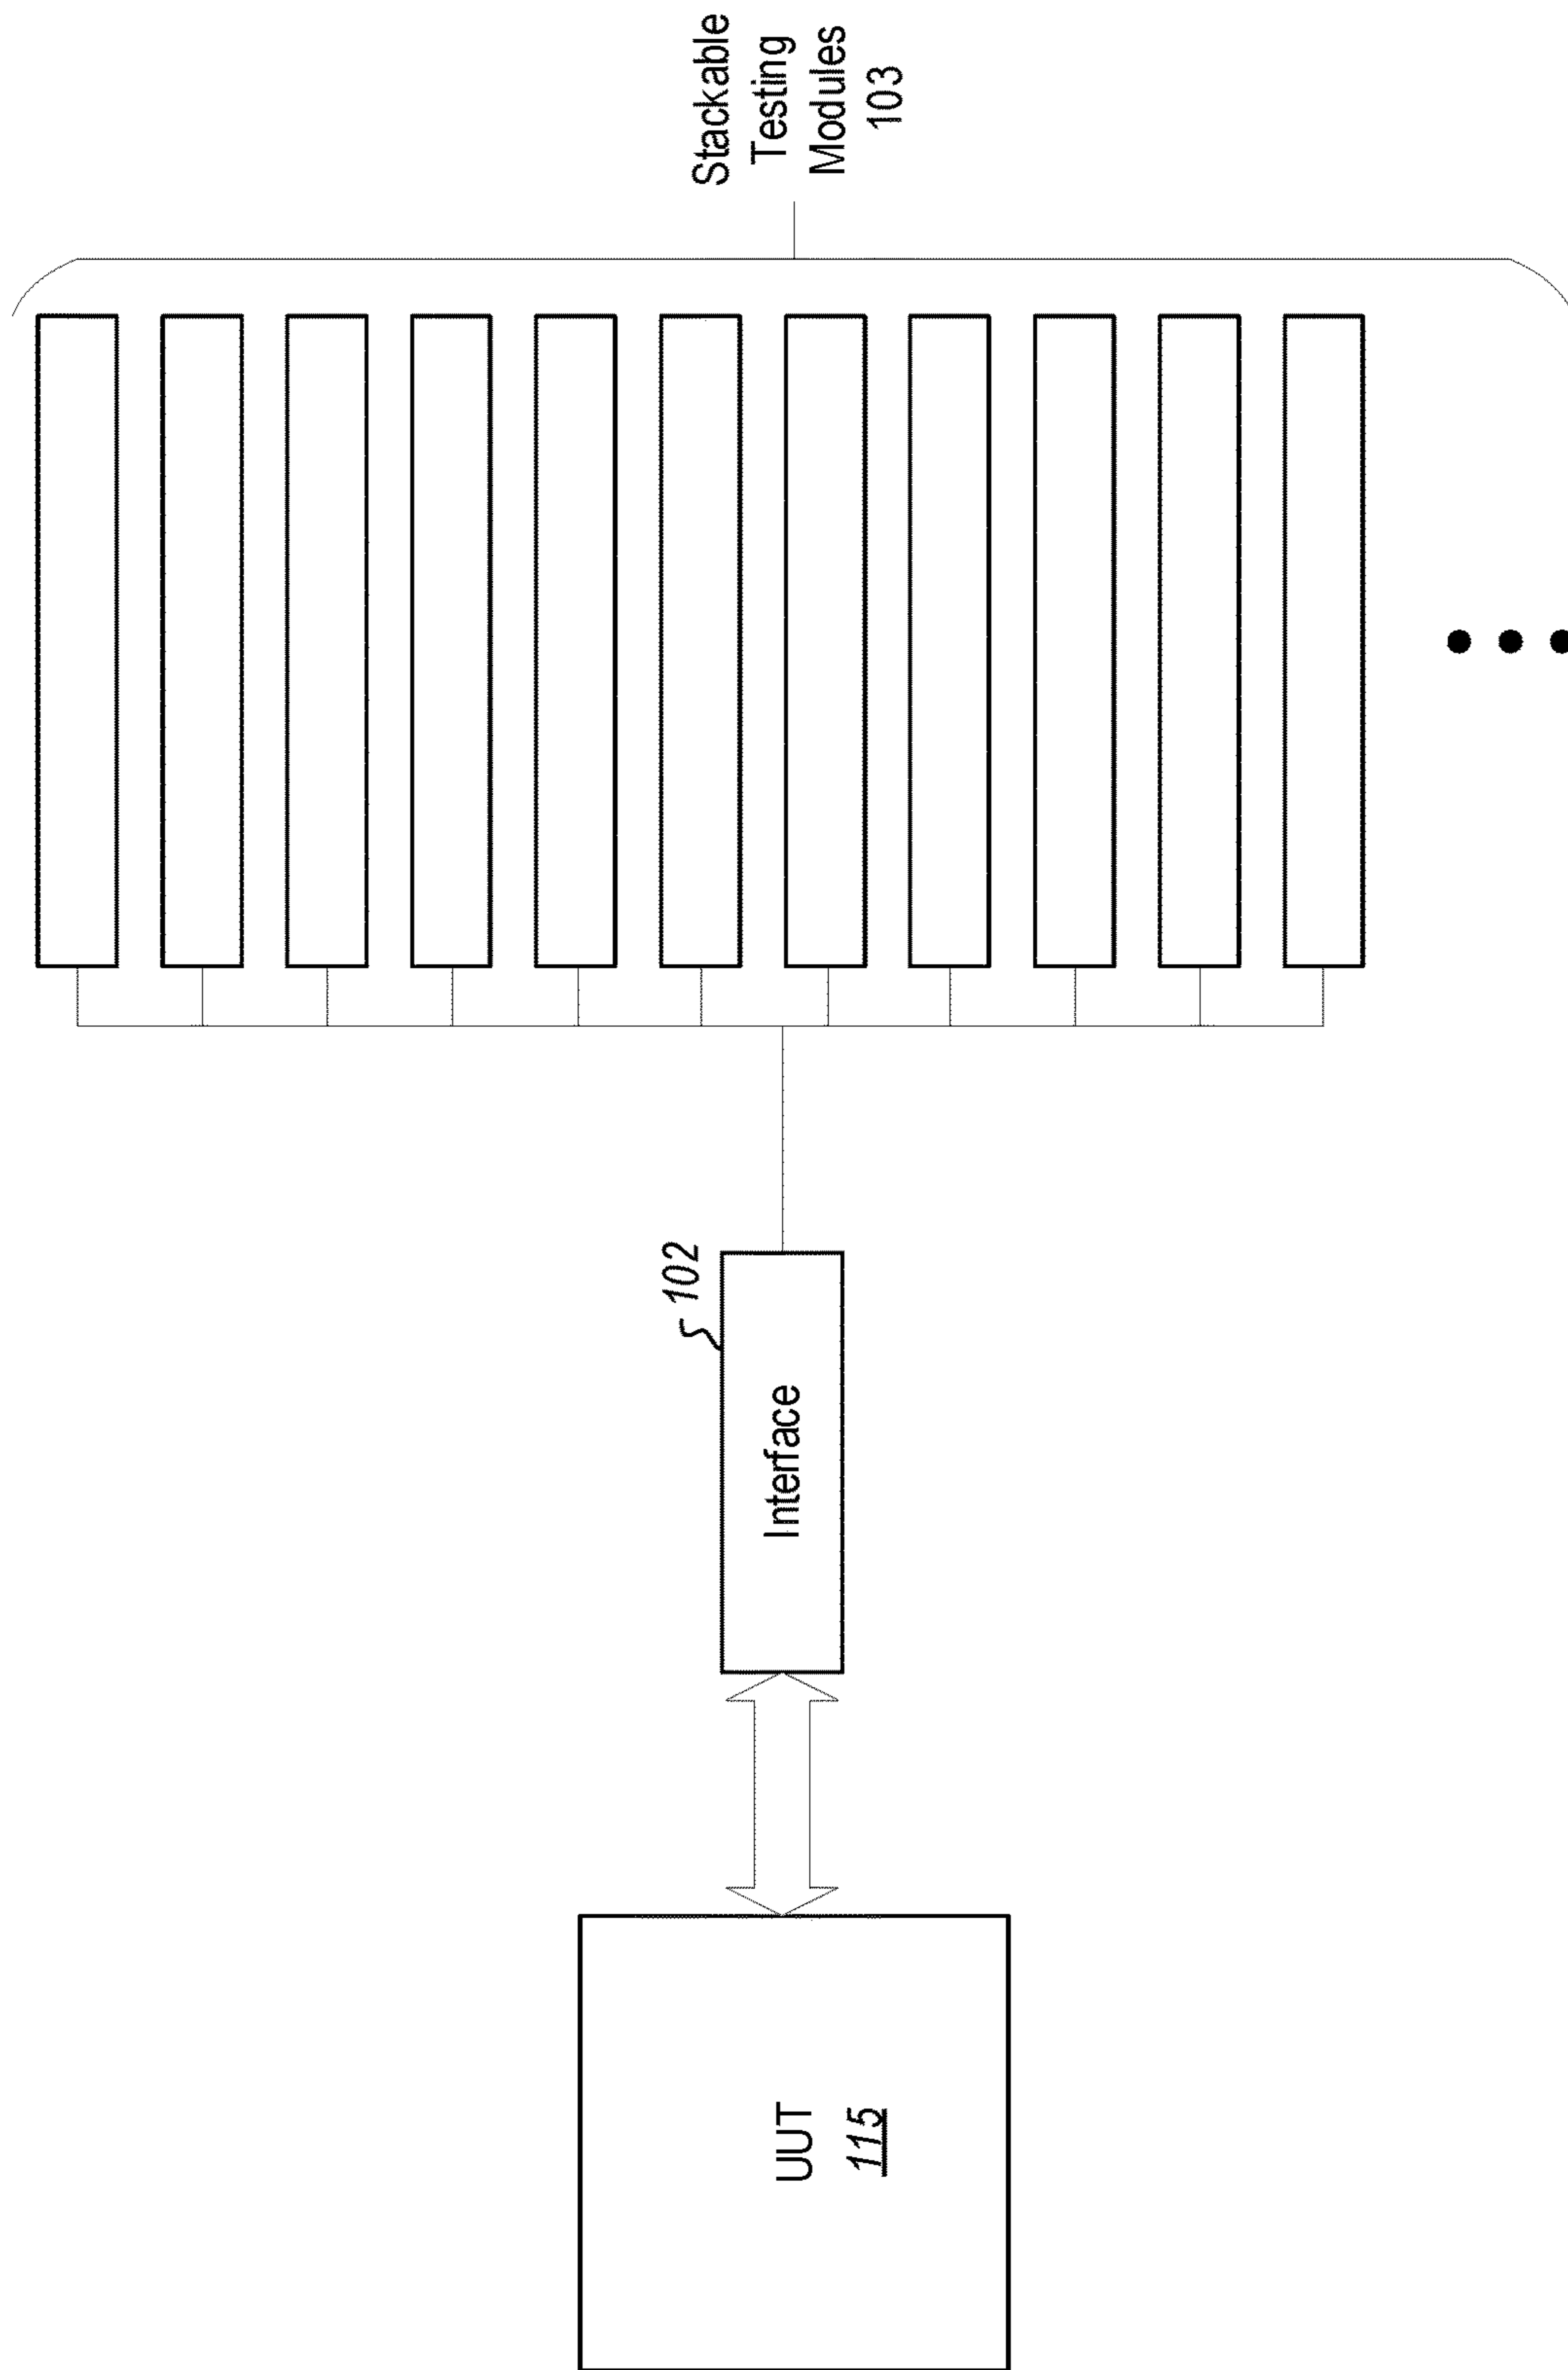 Stackable
Testing
Modules
103
102
Interface
UUT
115